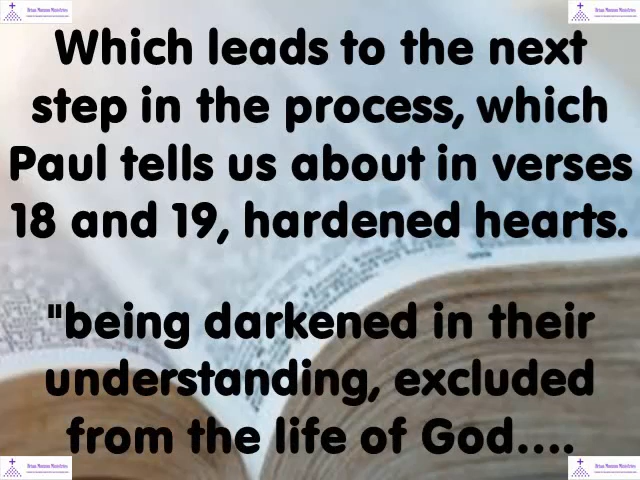 Which leads to the next
step in the process, which
Paul tells us about in verses
18 and 19, hardened hearts.
"being darkened in their
understanding, excluded
from the life of God....